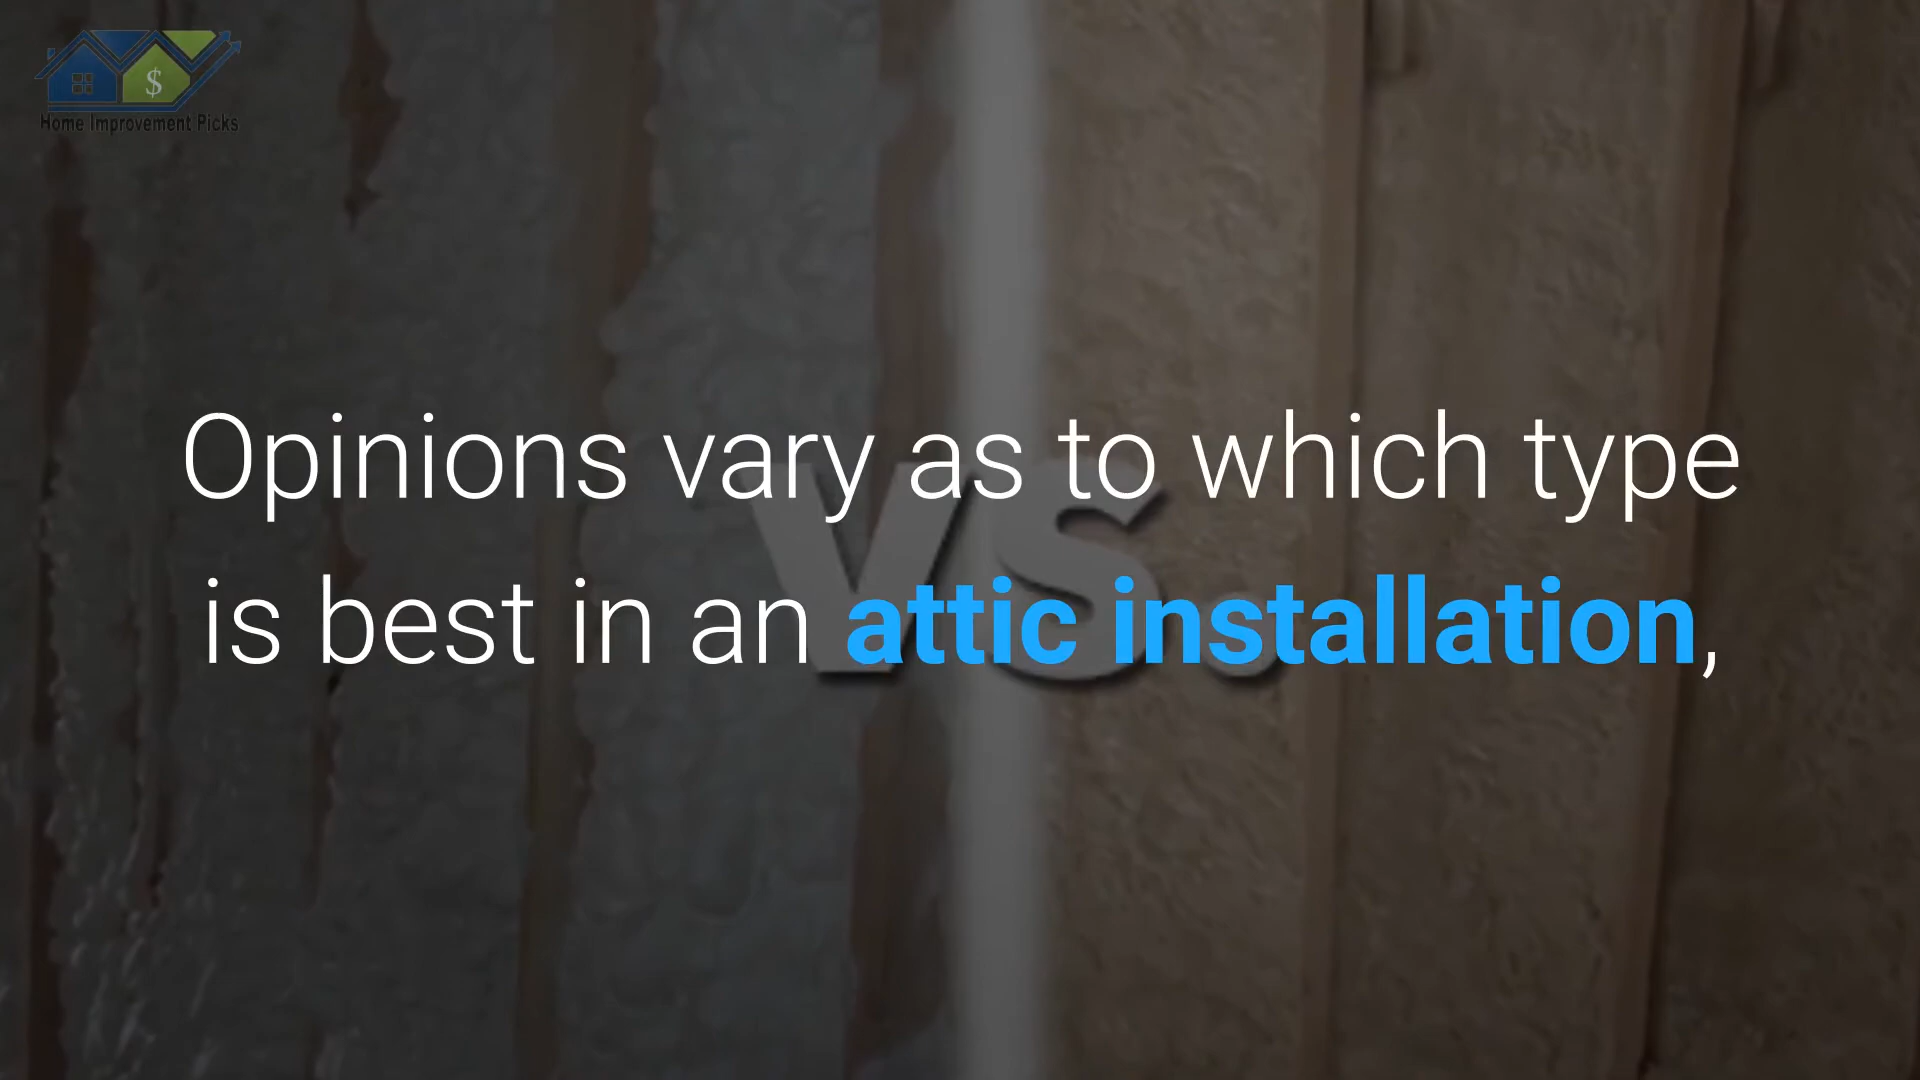 $
Home Improvement Picks
Opinions vary as to which type
vs.
is best in an attic installation,